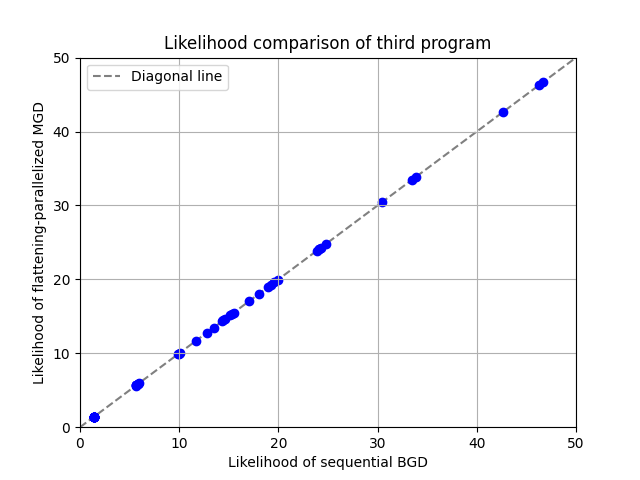 Likelihood comparison of third program
Diagonal line
Likelihood of flattening-parallelized MGD
50
40
30
20
10
0
0 10 20 30 40 50
Likelihood of sequential BGD